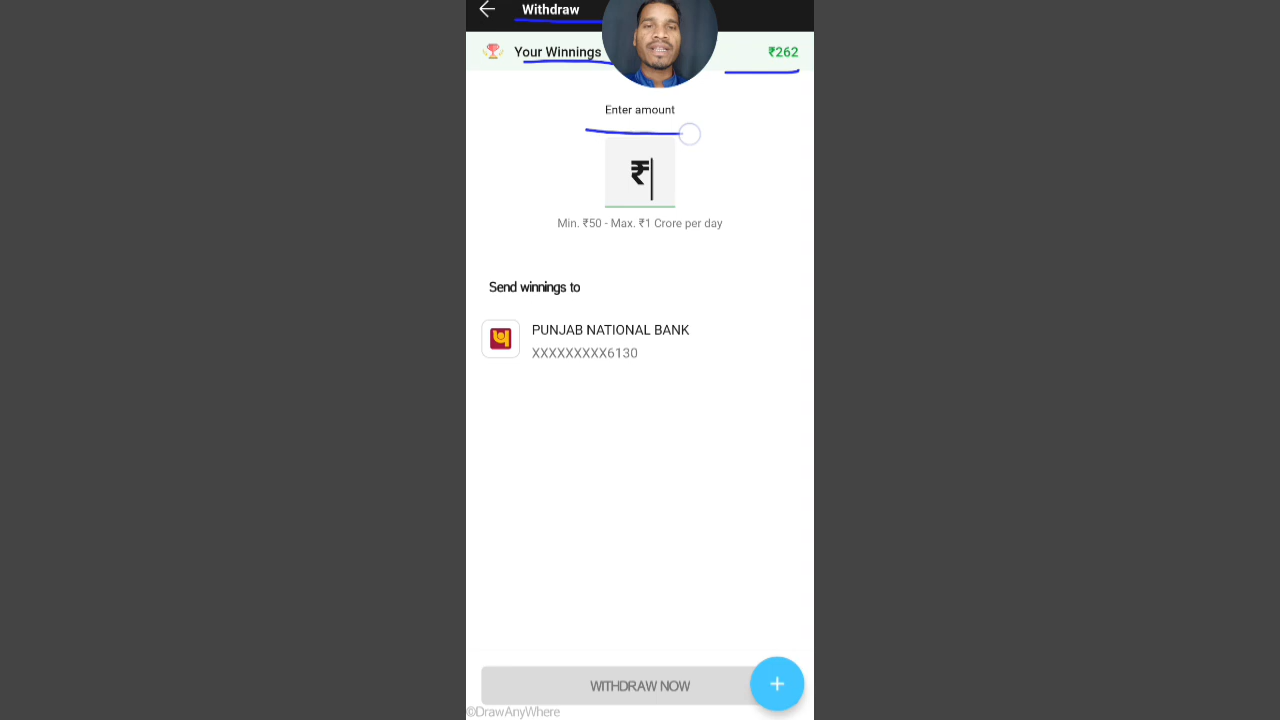 Withdraw
Your Winnings
₹262
Enter amount
₹
Min. ₹50 - Max. ₹1 Crore per day
Send winnings to
PUNJAB NATIONAL BANK
XXXXXXXXX6130
WITHDRAW NOW
+
©DrawAnyWhere